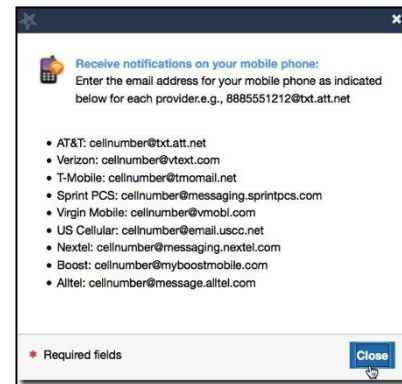 ×
Receive notifications on your mobile phone:
Enter the email address for your mobile phone as indicated
below for each provider.e.g., 8885551212@txt.att.net
• AT&T: cellnumber@txt.att.net
• Verizon: cellnumber@vtext.com
• T-Mobile: cellnumber@tmomail.net
• Sprint PCS: cellnumber@messaging.sprintpcs.com
• Virgin Mobile: cellnumber@vmobl.com
• US Cellular: cellnumber@email.uscc.net
• Nextel: cellnumber@messaging.nextel.com
• Boost: cellnumber@myboostmobile.com
• Alltel: cellnumber@message.alltel.com
* Required fields
Close